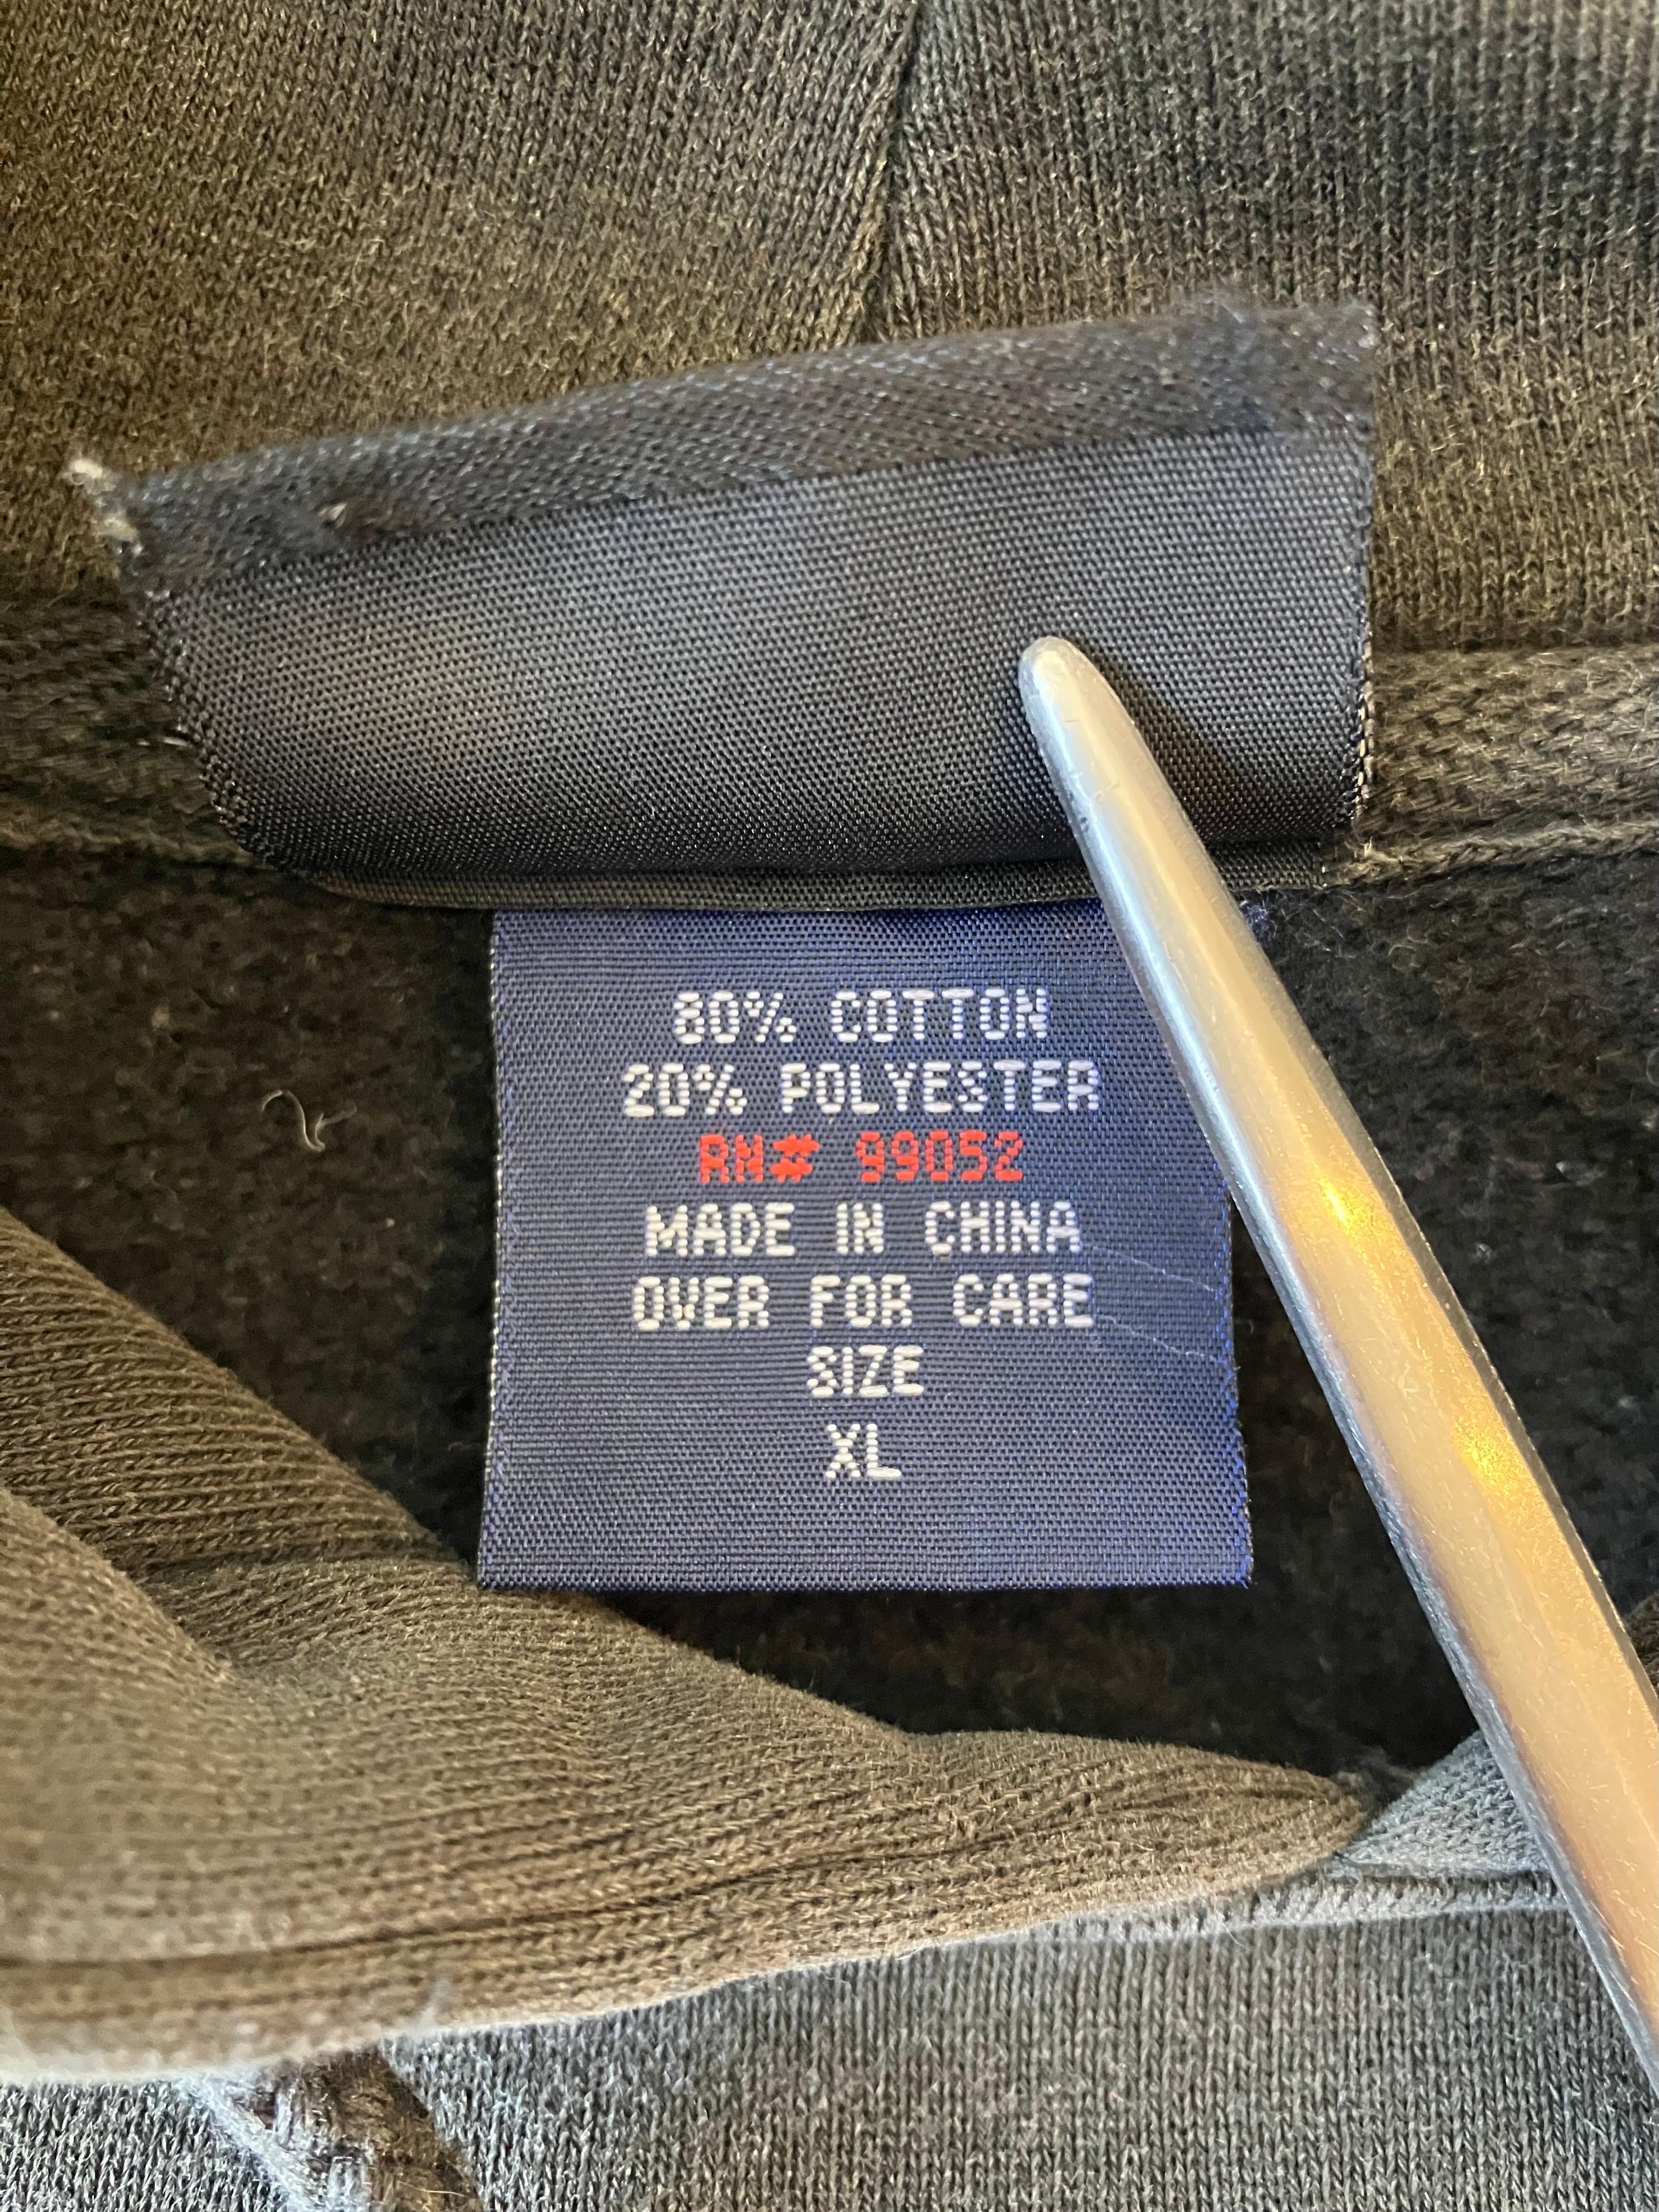 80% COTTON
20% POLYESTER
RN# 99052
MADE IN CHINA
OVER FOR CARE
SIZE
XL